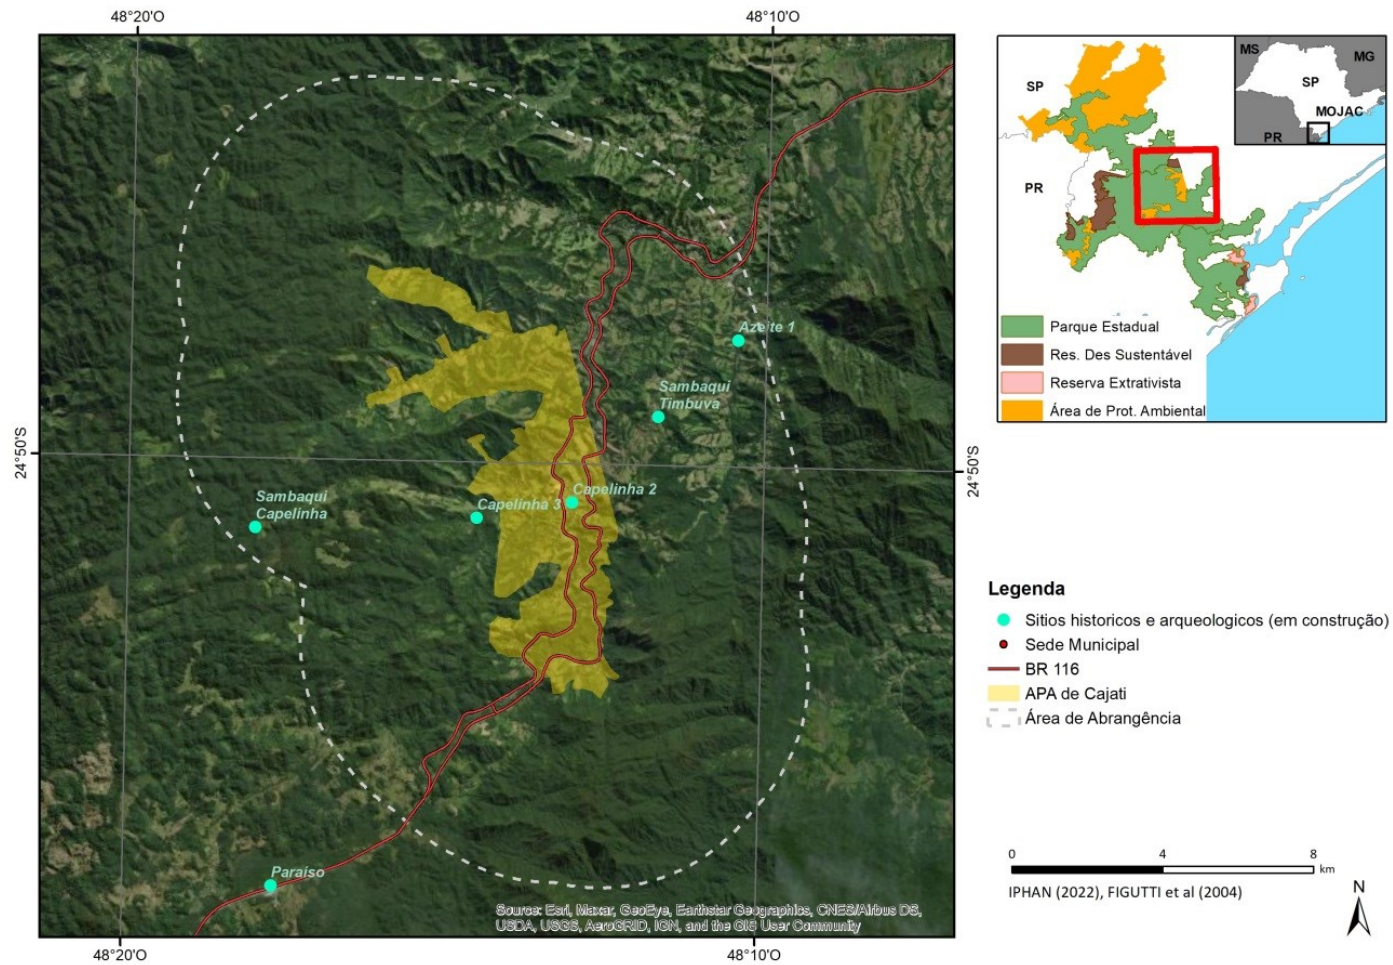 48°20'O
48°10'O
24°50'S
24°50'S
Azeite 1
Sambaqui
Timbuva
Capelinha 2
Capelinha 3
Sambaqui
Capelinha
Paraiso
Source: Esri, Maxar, GeoEye, Earthstar Geographics, CNES/Airbus DS,
USDA, USGS, AeroGRID, IGN, and the GIS User Community
48°20'O
48°10'O
SP
PR
MS
MG
SP
MOJAC
PR
Parque Estadual
Res. Des Sustentável
Reserva Extrativista
Área de Prot. Ambiental
Legenda
Sitios historicos e arqueologicos (em construção)
Sede Municipal
BR 116
APA de Cajati
Área de Abrangência
0 4 8
km
IPHAN (2022), FIGUTTI et al (2004)
N